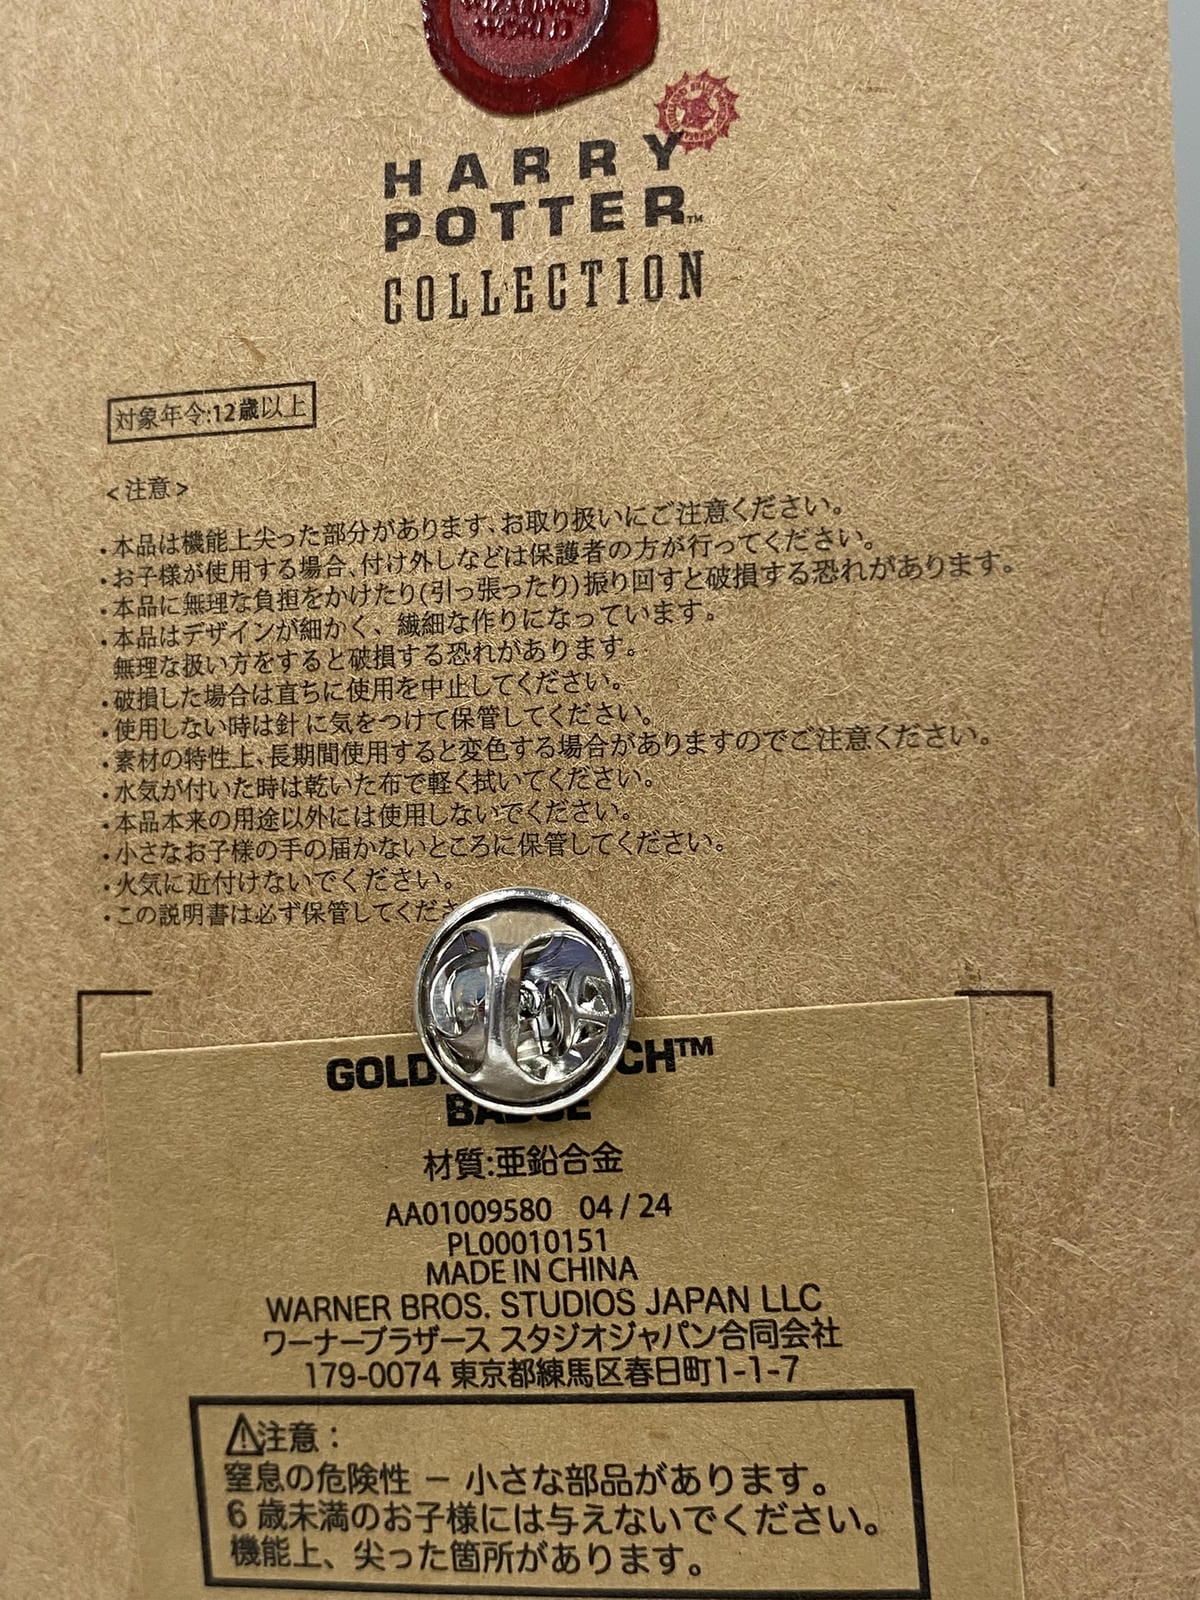 WIZARDING
WORLD
HARRY
POTTER™
COLLECTION
対象年令:12歳以上
<注意>
・本品は機能上尖った部分があります、お取り扱いにご注意ください。
・お子様が使用する場合、付け外しなどは保護者の方が行ってください。
・本品に無理な負担をかけたり(引っ張ったり)振り回すと破損する恐れがあります。
・本品はデザインが細かく、繊細な作りになっています。
無理な扱い方をすると破損する恐れがあります。
・破損した場合は直ちに使用を中止してください。
・使用しない時は針に気をつけて保管してください。
・素材の特性上、長期間使用すると変色する場合がありますのでご注意ください。
・水気が付いた時は乾いた布で軽く拭いてください。
・本品本来の用途以外には使用しないでください。
・小さなお子様の手の届かないところに保管してください。
・火気に近付けないでください。
・この説明書は必ず保管してくださ
GOLD CH™
BADGE
材質:亜鉛合金
AA01009580 04 / 24
PL00010151
MADE IN CHINA
WARNER BROS. STUDIOS JAPAN LLC
ワーナーブラザース スタジオジャパン合同会社
179-0074 東京都練馬区春日町1-1-7
⚠注意：
窒息の危険性 － 小さな部品があります。
6 歳未満のお子様には与えないでください。
機能上、尖った箇所があります。